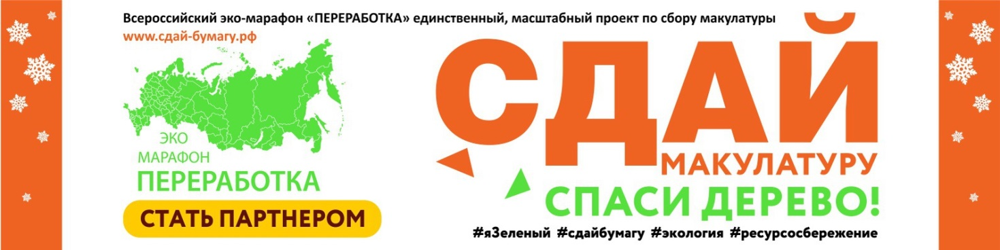 Всероссийский эко-марафон «ПЕРЕРАБОТКА» единственный, масштабный проект по сбору макулатуры
www.сдай-бумагу.рф
ЭКО
МАРАФОН
ПЕРЕРАБОТКА
СТАТЬ ПАРТНЕРОМ
СДАЙ
МАКУЛАТУРУ
СПАСИ ДЕРЕВО!
#яЗеленый #сдайбумагу #экология #ресурсосбережение